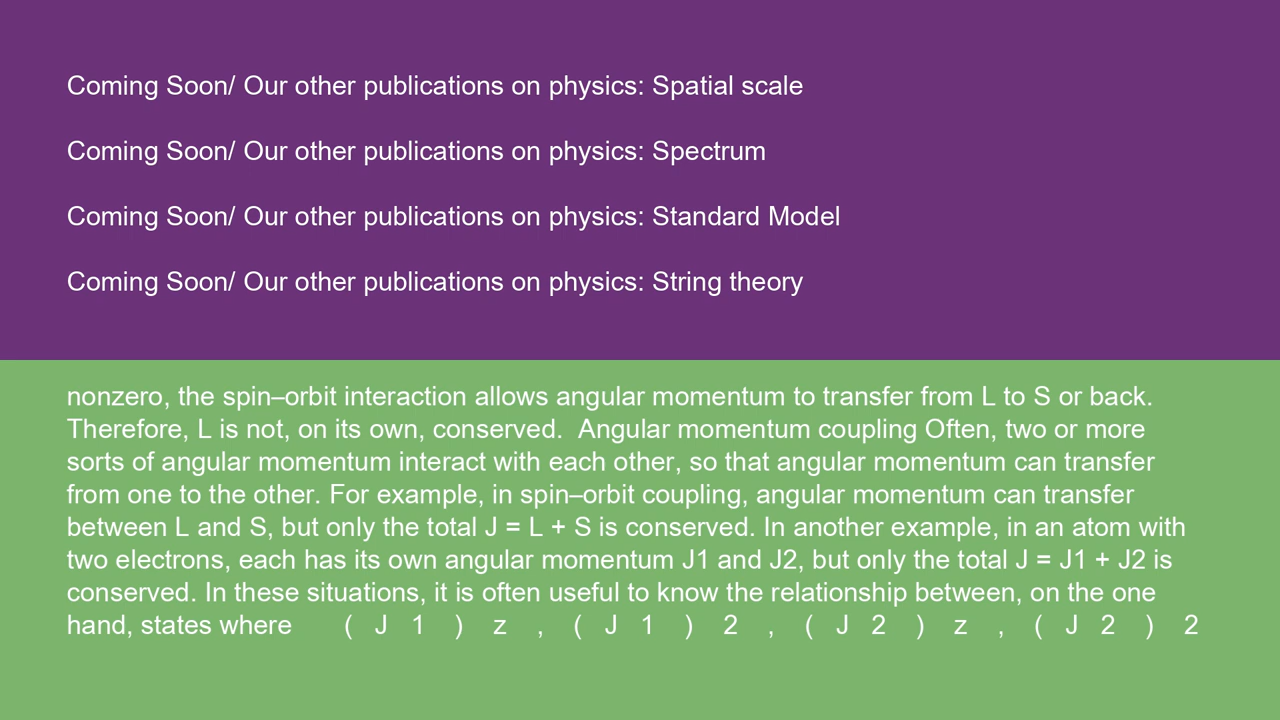 Coming Soon/ Our other publications on physics: Spatial scale
Coming Soon/ Our other publications on physics: Spectrum
Coming Soon/ Our other publications on physics: Standard Model
Coming Soon/ Our other publications on physics: String theory
nonzero, the spin–orbit interaction allows angular momentum to transfer from L to S or back.
Therefore, L is not, on its own, conserved.  Angular momentum coupling Often, two or more
sorts of angular momentum interact with each other, so that angular momentum can transfer
from one to the other. For example, in spin–orbit coupling, angular momentum can transfer
between L and S, but only the total J = L + S is conserved. In another example, in an atom with
two electrons, each has its own angular momentum J1 and J2, but only the total J = J1 + J2 is
conserved. In these situations, it is often useful to know the relationship between, on the one
hand, states where ( J 1 ) z , ( J 1 ) 2 , ( J 2 ) z , ( J 2 ) 2